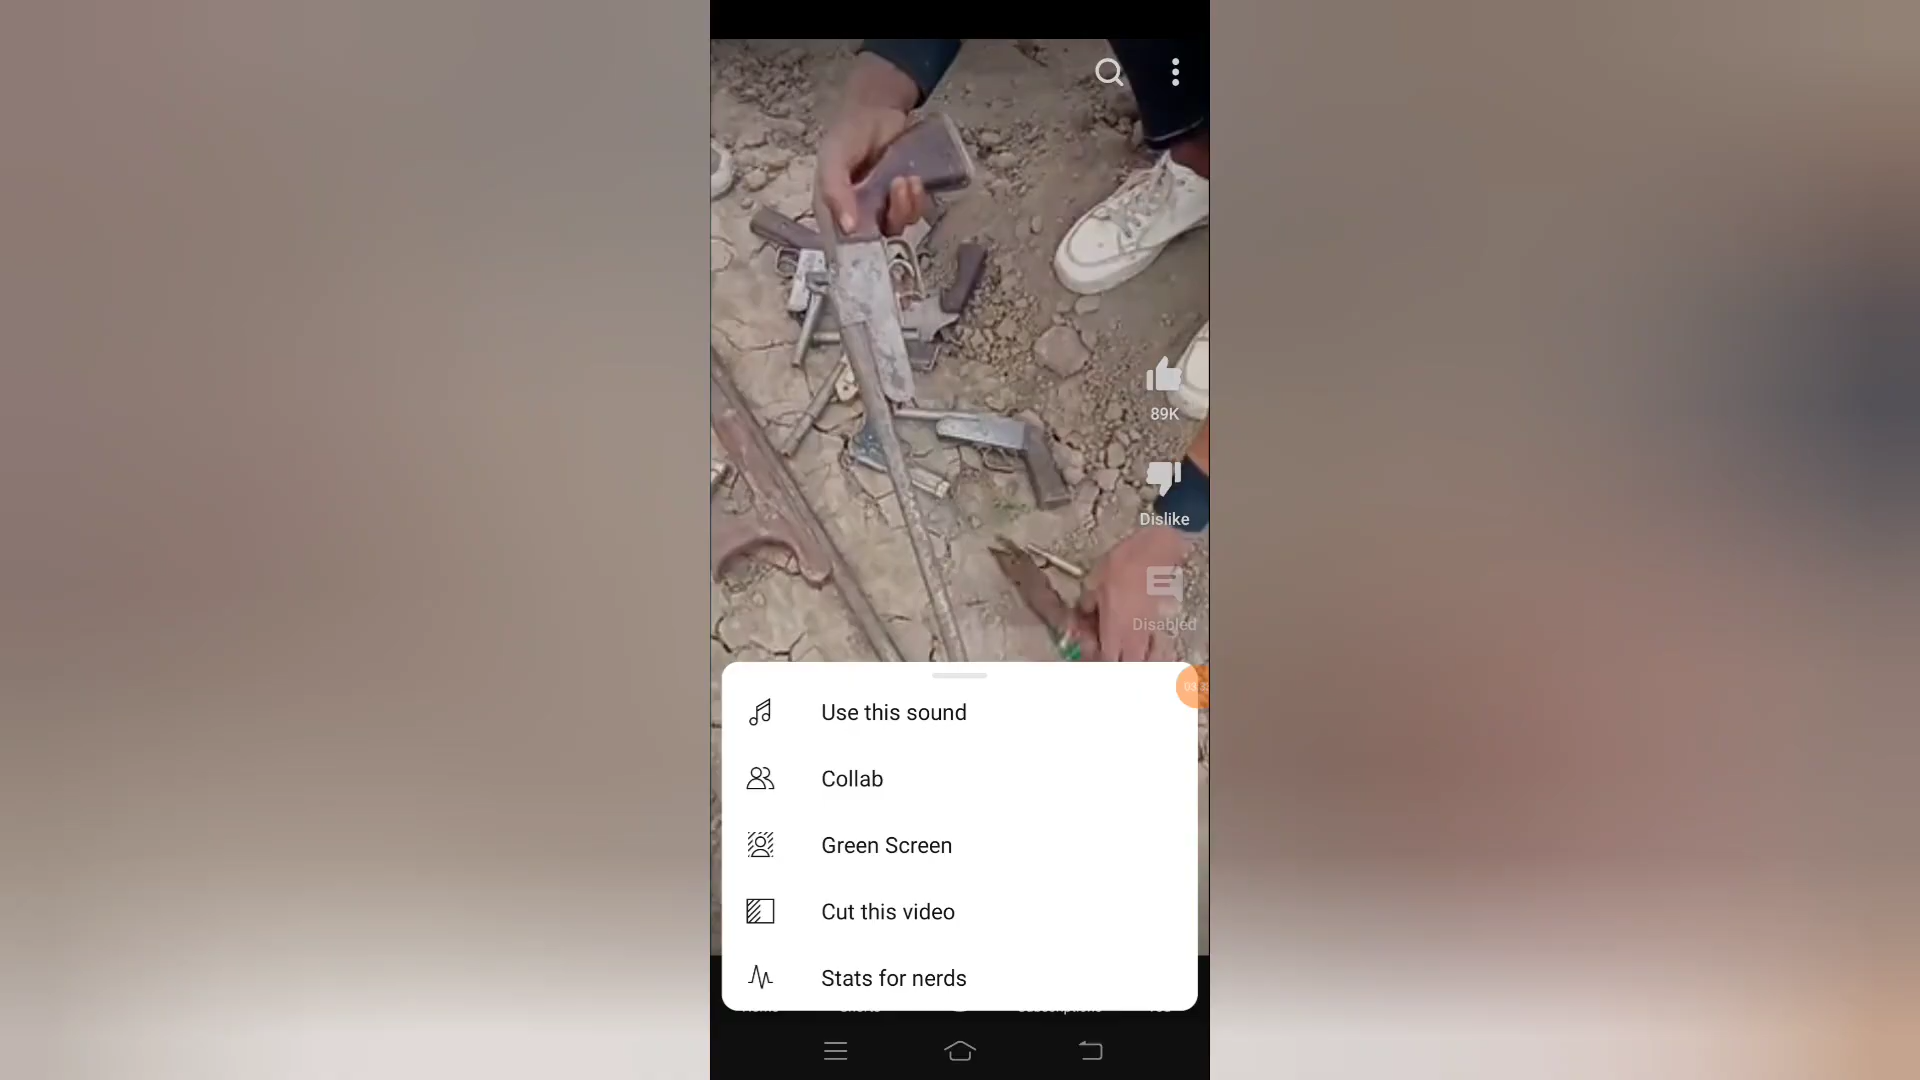 89K
Dislike
Disabled
Use this sound
Collab
Green Screen
Cut this video
Stats for nerds